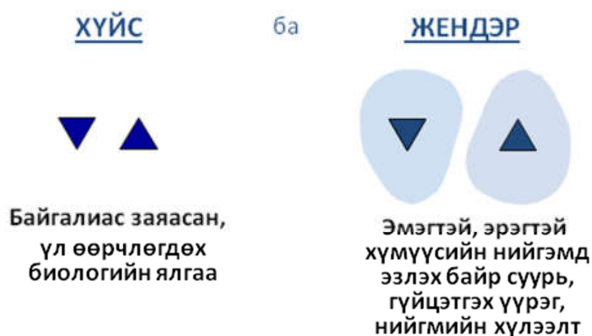 ХҮЙС ба ЖЕНДЭР
Байгалиас заяасан,
үл өөрчлөгдөх
биологийн ялгаа
Эмэгтэй, эрэгтэй
хүмүүсийн нийгэмд
эзлэх байр суурь,
гүйцэтгэх үүрэг,
нийгмийн хүлээлт